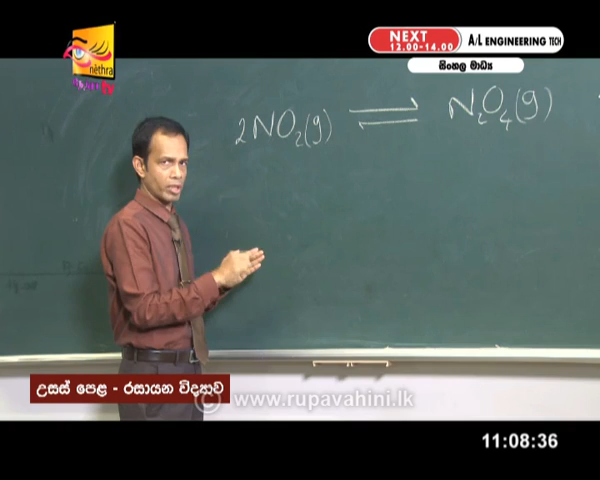 NEXT
12.00-14.00
A/L ENGINEERING TECH
සිංහල මාධ්‍ය
nethra
tv
2NO₂(g) ⇌ N₂O₄(g)
උසස් පෙළ - රසායන විද්‍යාව
© www.rupavahini.lk
11:08:36